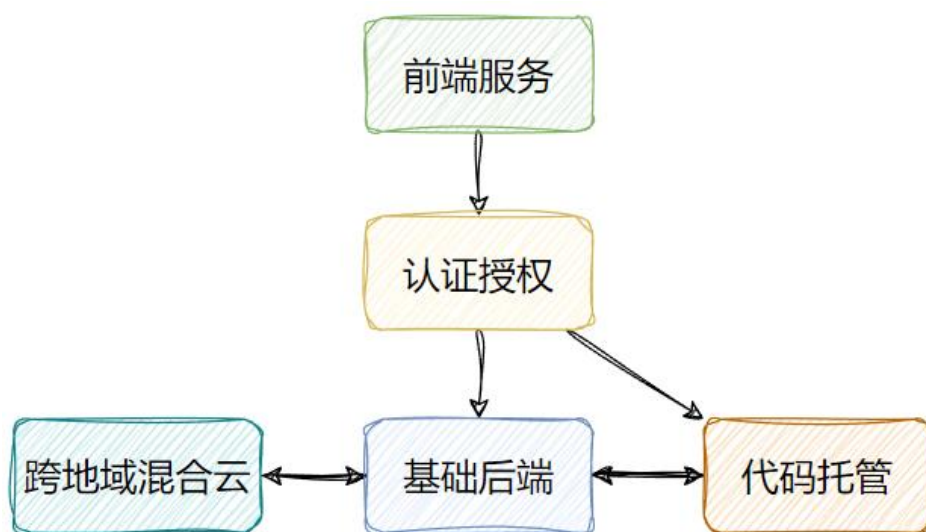 前端服务
认证授权
跨地域混合云
基础后端
代码托管